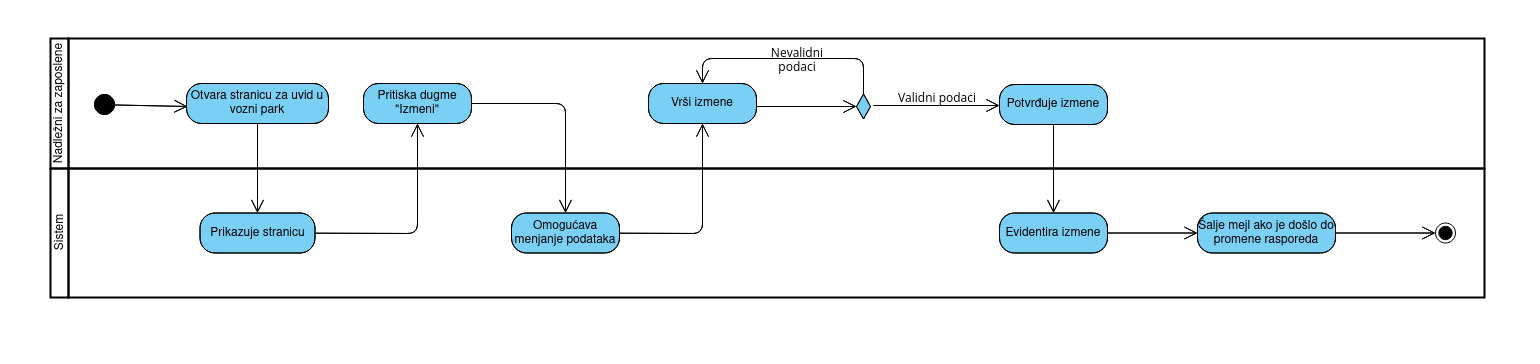 Nadležni za zaposlene
Otvara stranicu za uvid u
vozni park
Pritiska dugme
"Izmeni"
Vrši izmene
Nevalidni
podaci
Validni podaci
Potvrđuje izmene
Sistem
Prikazuje stranicu
Omogućava
menjanje podataka
Evidentira izmene
Šalje mejl ako je došlo do
promene rasporeda